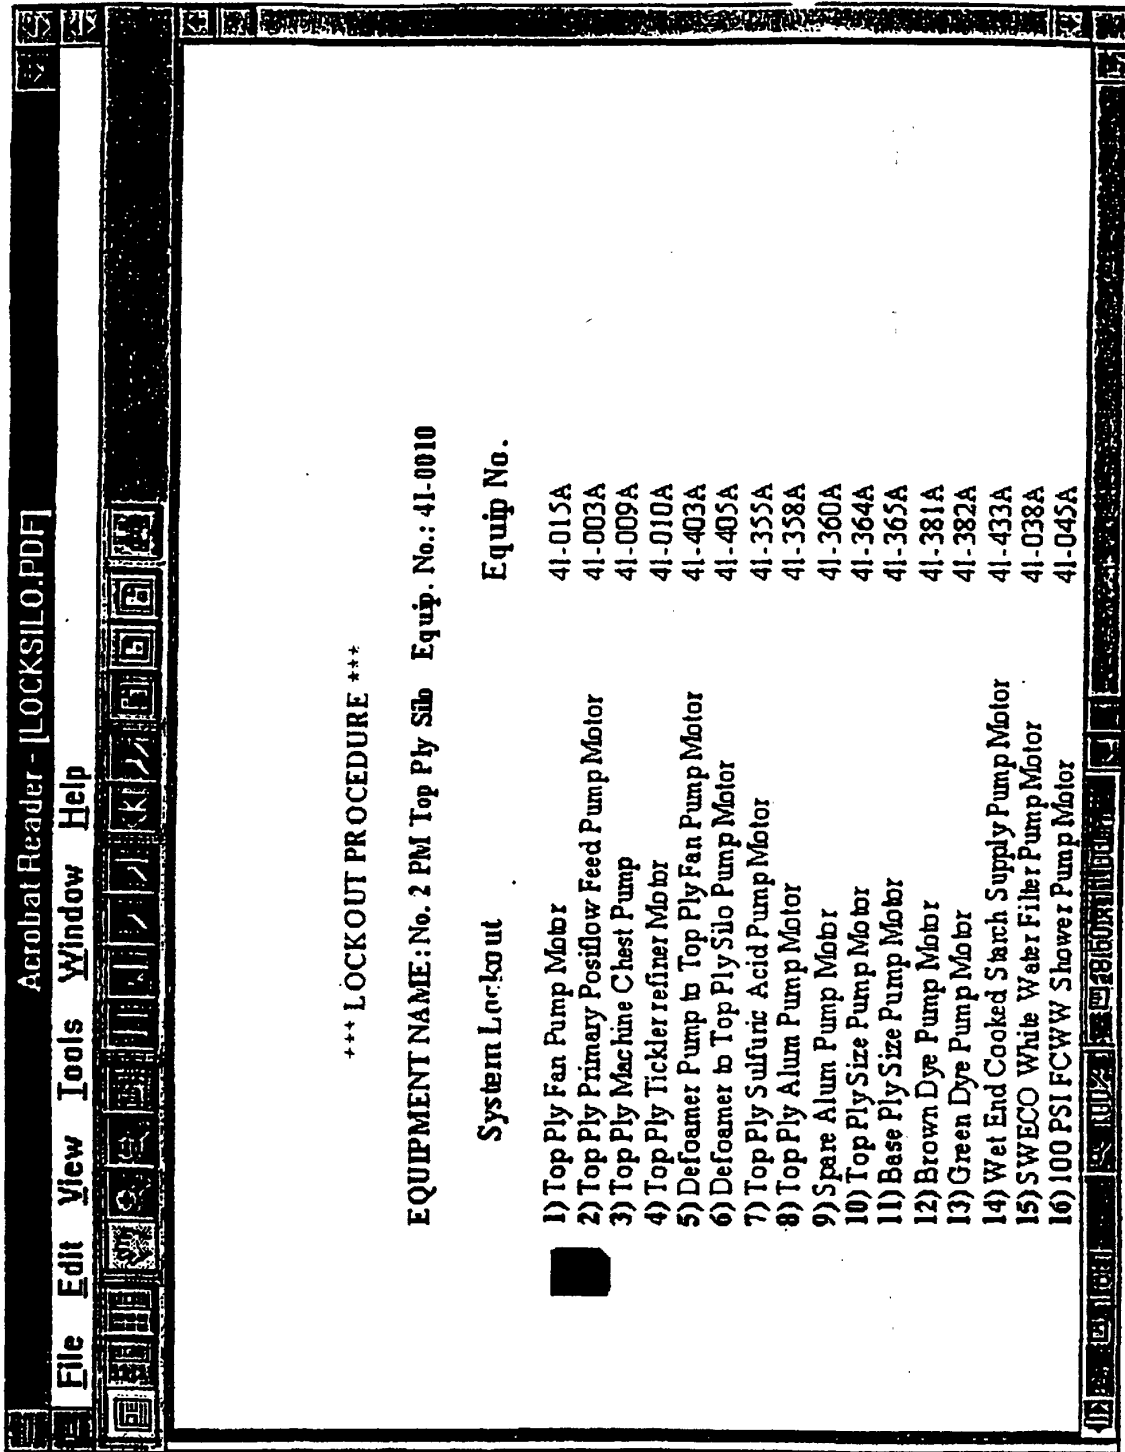 Acrobat Reader - [LOCKSILO.PDF]
File Edit View Tools Window Help
*** LOCKOUT PROCEDURE ***
EQUIPMENT NAME: No. 2 PM Top Ply Silo Equip. No.: 41-0010
System Lockout Equip No.
1) Top Ply Fan Pump Motor 41-015A
2) Top Ply Primary Posiflow Feed Pump Motor 41-003A
3) Top Ply Machine Chest Pump 41-009A
4) Top Ply Tickler refiner Motor 41-010A
5) Defoamer Pump to Top Ply Fan Pump Motor 41-403A
6) Defoamer to Top Ply Silo Pump Motor 41-405A
7) Top Ply Sulfuric Acid Pump Motor 41-355A
8) Top Ply Alum Pump Motor 41-358A
9) Spare Alum Pump Motor 41-360A
10) Top Ply Size Pump Motor 41-364A
11) Base Ply Size Pump Motor 41-365A
12) Brown Dye Pump Motor 41-381A
13) Green Dye Pump Motor 41-382A
14) Wet End Cooked Starch Supply Pump Motor 41-433A
15) SWECO White Water Filter Pump Motor 41-038A
16) 100 PSI FCWW Shower Pump Motor 41-045A
100%